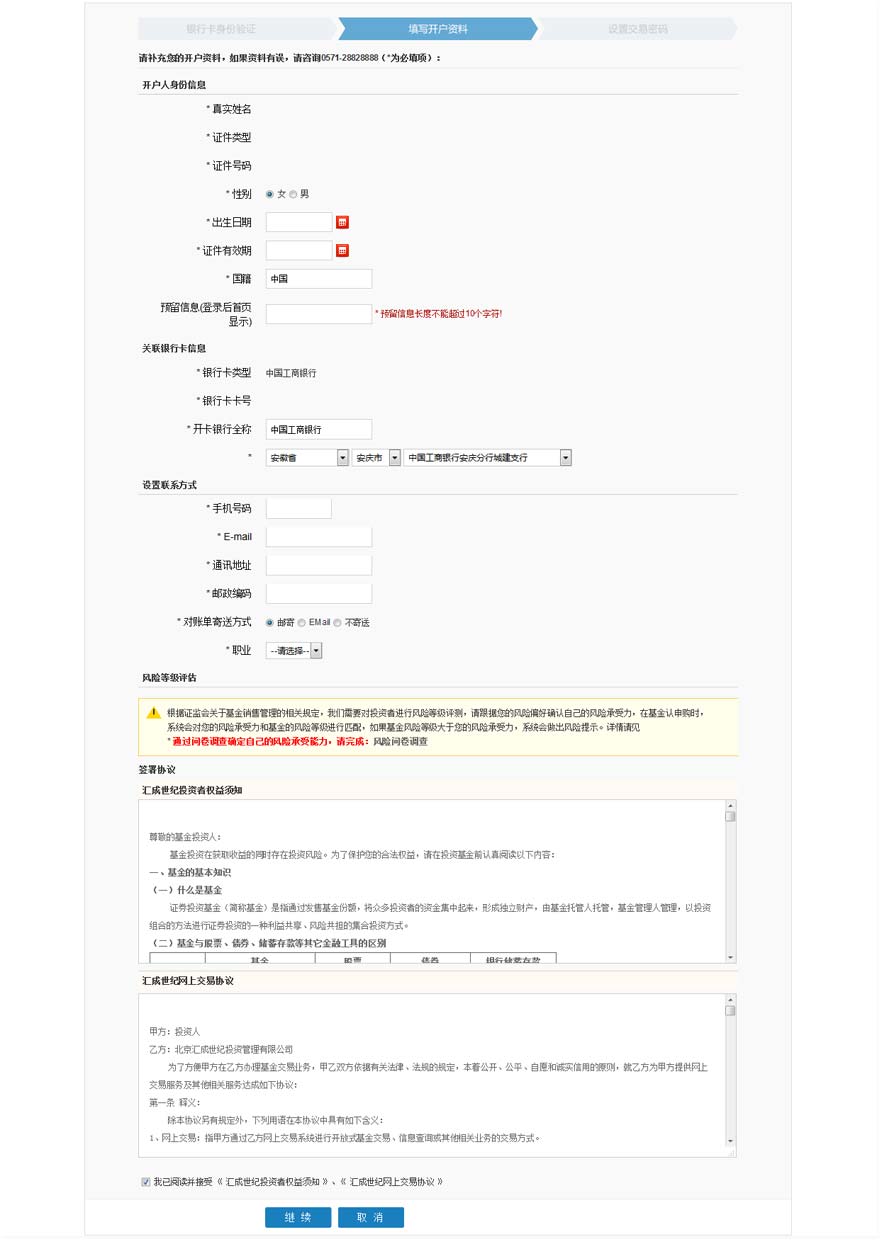 银行卡身份验证
填写开户资料
设置交易密码
请补充您的开户资料，如果资料有误，请咨询0571-28828888（*为必填项）：
开户人身份信息
* 真实姓名
* 证件类型
* 证件号码
* 性别 女 男
* 出生日期
* 证件有效期
* 国籍 中国
预留信息(登录后首页
显示) * 预留信息长度不能超过10个字符!
关联银行卡信息
* 银行卡类型 中国工商银行
* 银行卡卡号
* 开卡银行全称 中国工商银行
* 安徽省 安庆市 中国工商银行安庆分行城建支行
设置联系方式
* 手机号码
* E-mail
* 通讯地址
* 邮政编码
* 对账单寄送方式 邮寄 EMail 不寄送
* 职业 --请选择--
风险等级评估
根据证监会关于基金销售管理的相关规定，我们需要对投资者进行风险等级评测，请跟据您的风险偏好确认自己的风险承受力，在基金认申购时，
系统会对您的风险承受力和基金的风险等级进行匹配，如果基金风险等级大于您的风险承受力，系统会做出风险提示。详情请见
* 通过问卷调查确定自己的风险承受能力，请完成：风险问卷调查
签署协议
汇成世纪投资者权益须知
尊敬的基金投资人：
基金投资在获取收益的同时存在投资风险。为了保护您的合法权益，请在投资基金前认真阅读以下内容：
一、基金的基本知识
（一）什么是基金
证券投资基金（简称基金）是指通过发售基金份额，将众多投资者的资金集中起来，形成独立财产，由基金托管人托管，基金管理人管理，以投资
组合的方法进行证券投资的一种利益共享、风险共担的集合投资方式。
（二）基金与股票、债券、储蓄存款等其它金融工具的区别
基金 股票 债券 银行储蓄存款
汇成世纪网上交易协议
甲方：投资人
乙方：北京汇成世纪投资管理有限公司
为了方便甲方在乙方办理基金交易业务，甲乙双方依据有关法律、法规的规定，本着公开、公平、自愿和诚实信用的原则，就乙方为甲方提供网上
交易服务及其他相关服务达成如下协议：
第一条 释义：
除本协议另有规定外，下列用语在本协议中具有如下含义：
1、网上交易：指甲方通过乙方网上交易系统进行开放式基金交易、信息查询或其他相关业务的交易方式。
我已阅读并接受《 汇成世纪投资者权益须知 》、《 汇成世纪网上交易协议 》
继 续
取 消